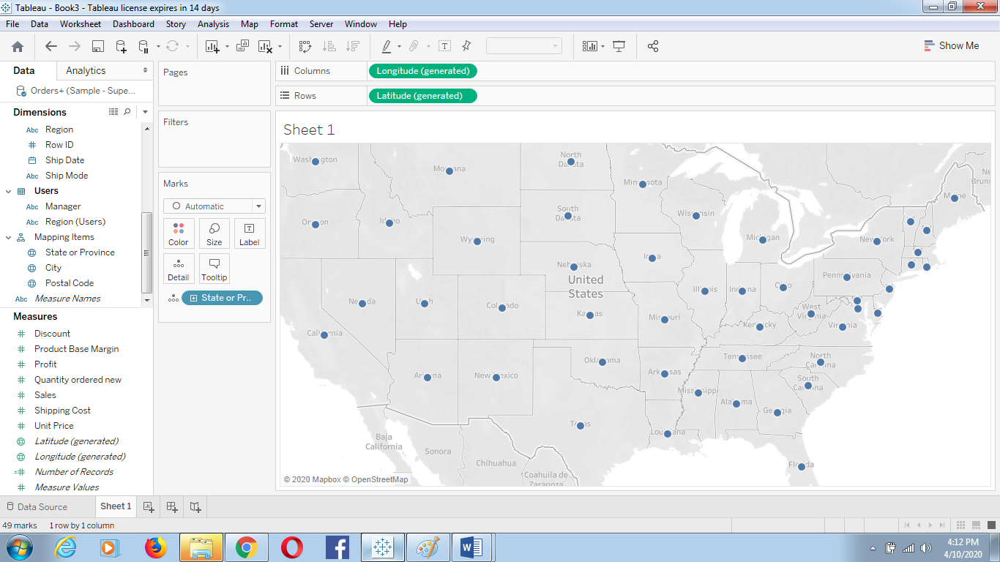 Tableau - Book3 - Tableau license expires in 14 days
File Data Worksheet Dashboard Story Analysis Map Format Server Window Help
Show Me
Data Analytics
Orders+ (Sample - Supe...
Dimensions
Abc Region
Row ID
Ship Date
Abc Ship Mode
Users
Abc Manager
Abc Region (Users)
Mapping Items
State or Province
City
Postal Code
Abc Measure Names
Measures
Discount
Product Base Margin
Profit
Quantity ordered new
Sales
Shipping Cost
Unit Price
Latitude (generated)
Longitude (generated)
Number of Records
Measure Values
Pages
Filters
Marks
Automatic
Color Size Label
Detail Tooltip
State or Pr..
Columns Longitude (generated)
Rows Latitude (generated)
Sheet 1
Washington
Montana
North
Dakota
Minnesota
Maine
Ne
Bruns
Oregon
Idaho
South
Dakota
Wisconsin
Wyoming
Michigan
New York
Iowa
Nebraska
Pennsylvania
United
States
Illinois
Indiana
Ohio
Nevada
Utah
Colorado
Kansas
Missouri
West
Virginia
Kentucky
Virginia
California
Oklahoma
Tennessee
North
Carolina
Arizona
New Mexico
Arkansas
South
Carolina
Mississippi
Alabama
Georgia
Texas
Louisiana
Baja
California
Sonora
Chihuahua
Florida
Coahuila de
Zaragoza
© 2020 Mapbox © OpenStreetMap
Data Source Sheet 1
49 marks 1 row by 1 column
4:12 PM
4/10/2020